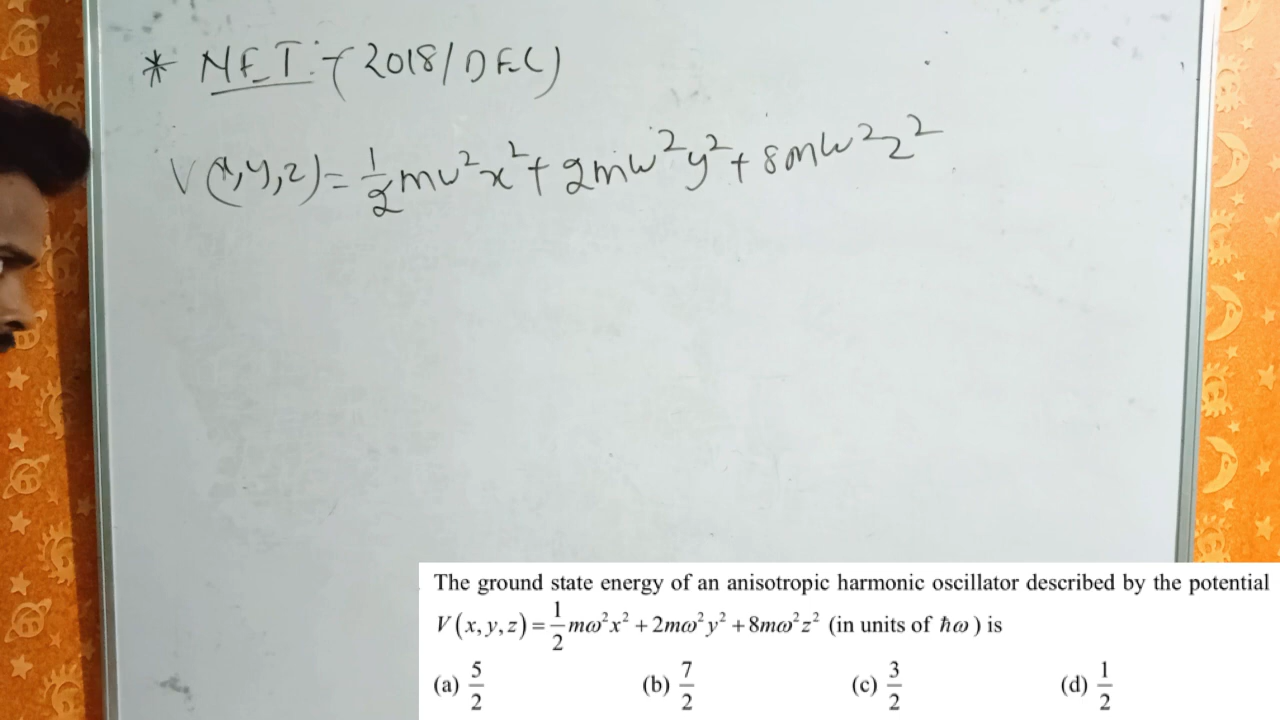 * NET :- (2018/DEC)
V(x,y,z) = 1/2 mω²x² + 2mω²y² + 8mω²z²
The ground state energy of an anisotropic harmonic oscillator described by the potential
V(x, y, z) = 1/2 mω²x² + 2mω²y² + 8mω²z² (in units of ℏω) is
(a) 5/2 (b) 7/2 (c) 3/2 (d) 1/2